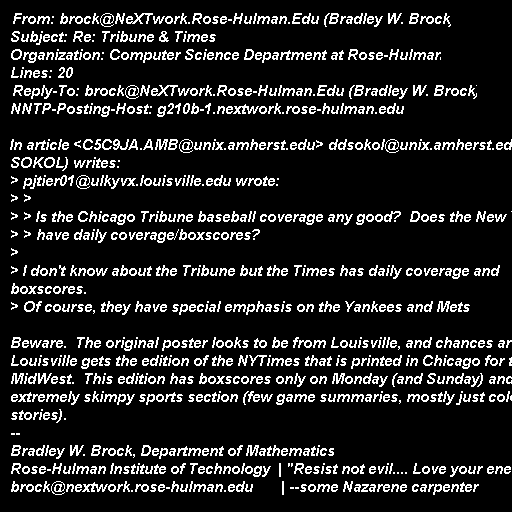 From: brock@NeXTwork.Rose-Hulman.Edu (Bradley W. Brock
Subject: Re: Tribune & Times
Organization: Computer Science Department at Rose-Hulman
Lines: 20
Reply-To: brock@NeXTwork.Rose-Hulman.Edu (Bradley W. Brock
NNTP-Posting-Host: g210b-1.nextwork.rose-hulman.edu

In article <C5C9JA.AMB@unix.amherst.edu> ddsokol@unix.amherst.ed
SOKOL) writes:
> pjtier01@ulkyvx.louisville.edu wrote:
> >
> > Is the Chicago Tribune baseball coverage any good?  Does the New
> > have daily coverage/boxscores?
>
> I don't know about the Tribune but the Times has daily coverage and
boxscores.
> Of course, they have special emphasis on the Yankees and Mets

Beware.  The original poster looks to be from Louisville, and chances ar
Louisville gets the edition of the NYTimes that is printed in Chicago for t
MidWest.  This edition has boxscores only on Monday (and Sunday) and
extremely skimpy sports section (few game summaries, mostly just colo
stories).
--
Bradley W. Brock, Department of Mathematics
Rose-Hulman Institute of Technology  | "Resist not evil.... Love your ene
brock@nextwork.rose-hulman.edu       | --some Nazarene carpenter